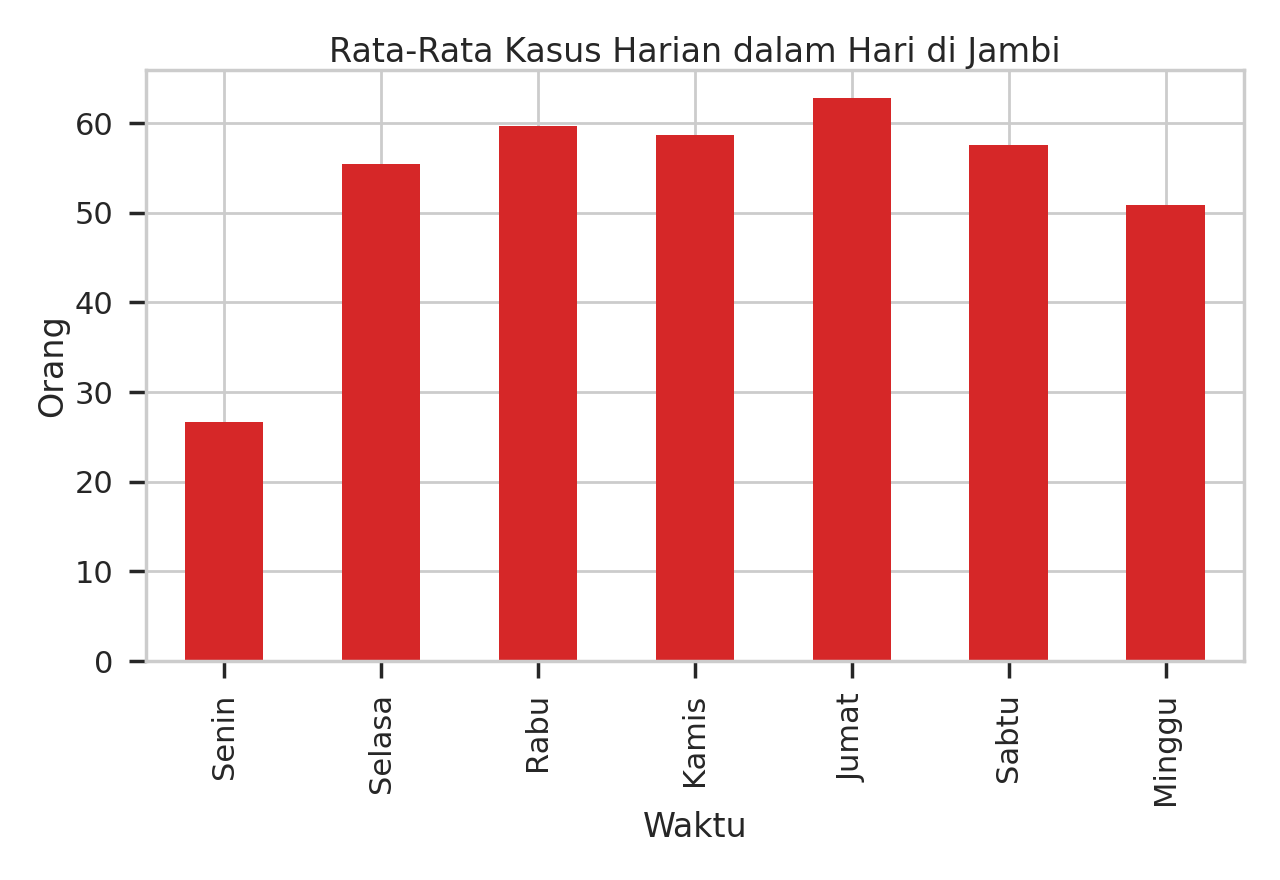 Rata-Rata Kasus Harian dalam Hari di Jambi
Orang
60
50
40
30
20
10
0
Senin
Selasa
Rabu
Kamis
Jumat
Sabtu
Minggu
Waktu